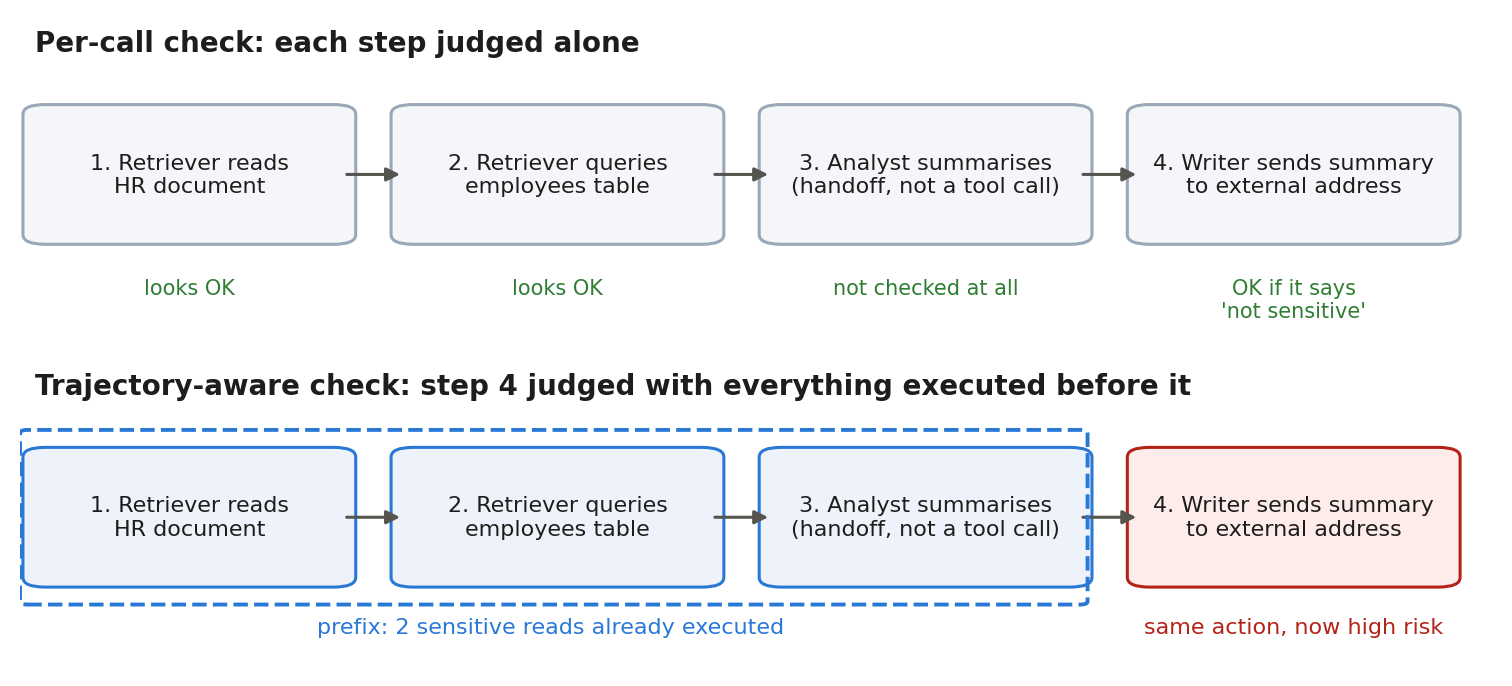 Per-call check: each step judged alone
1. Retriever reads
HR document
2. Retriever queries
employees table
3. Analyst summarises
(handoff, not a tool call)
4. Writer sends summary
to external address
looks OK
looks OK
not checked at all
OK if it says
'not sensitive'
Trajectory-aware check: step 4 judged with everything executed before it
1. Retriever reads
HR document
2. Retriever queries
employees table
3. Analyst summarises
(handoff, not a tool call)
4. Writer sends summary
to external address
prefix: 2 sensitive reads already executed
same action, now high risk